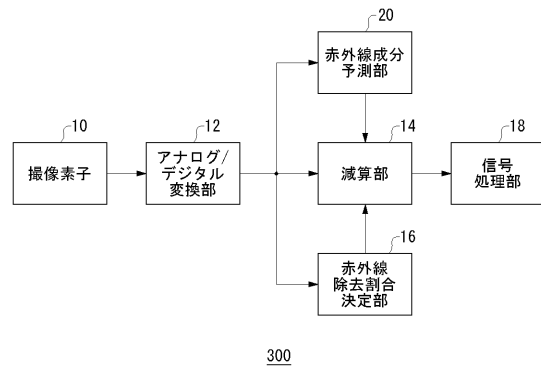 20
赤外線成分
予測部
10
撮像素子
12
アナログ/
デジタル
変換部
14
減算部
18
信号
処理部
16
赤外線
除去割合
決定部
300